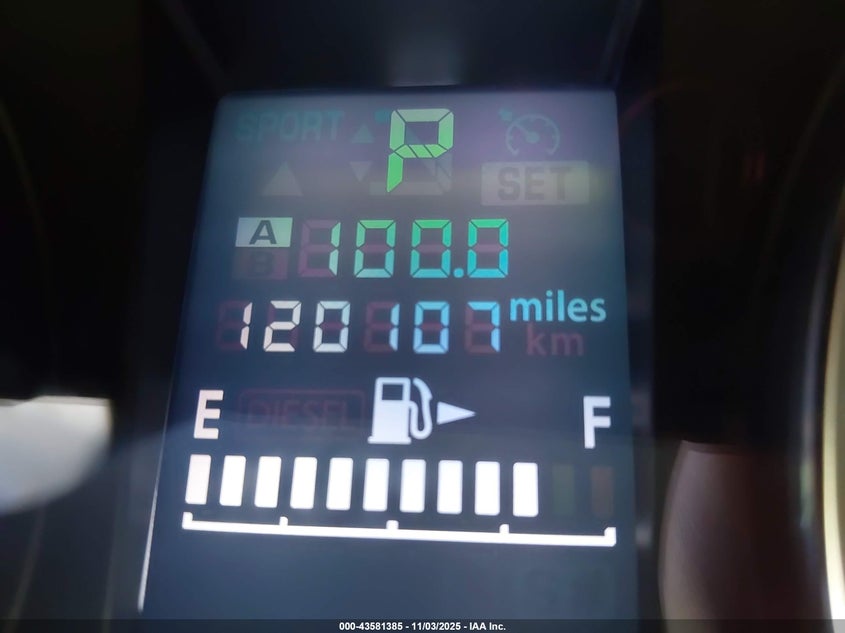 SPORT P
SET
A 100.0
B
120107 miles
km
E DIESEL F
000-43581385 - 11/03/2025 - IAA Inc.